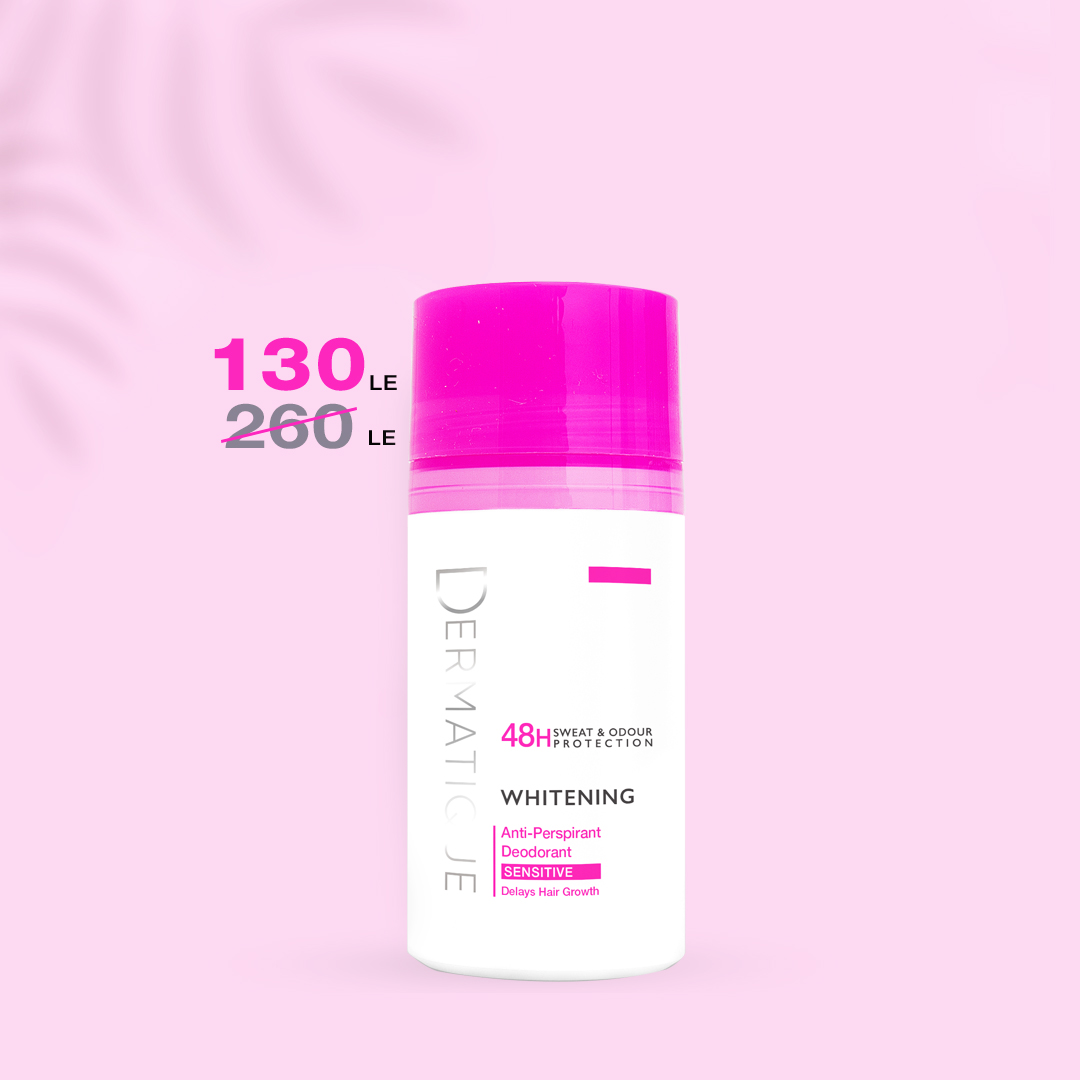 130 LE
260 LE
DERMATIQUE
48H SWEAT & ODOUR
PROTECTION
WHITENING
Anti-Perspirant
Deodorant
SENSITIVE
Delays Hair Growth